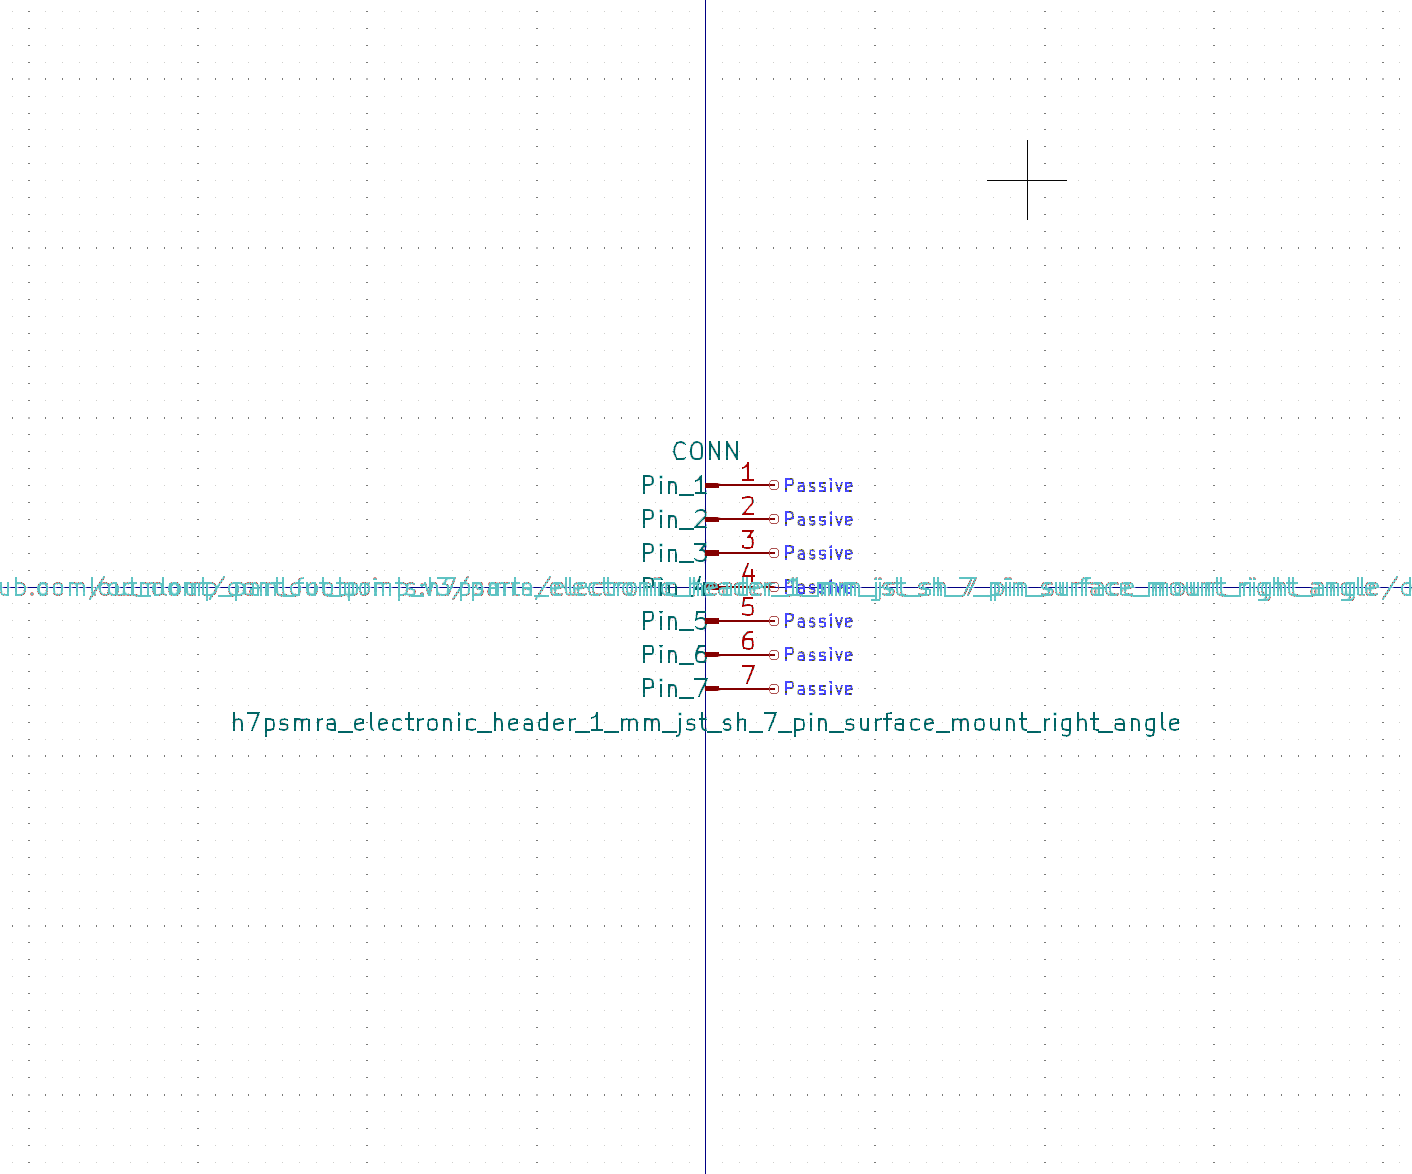 CONN
1
Pin_1 Passive
2
Pin_2 Passive
3
Pin_3 Passive
4
Passive
5
Pin_5 Passive
6
Pin_6 Passive
7
Pin_7 Passive
h7psmra_electronic_header_1_mm_jst_sh_7_pin_surface_mount_right_angle